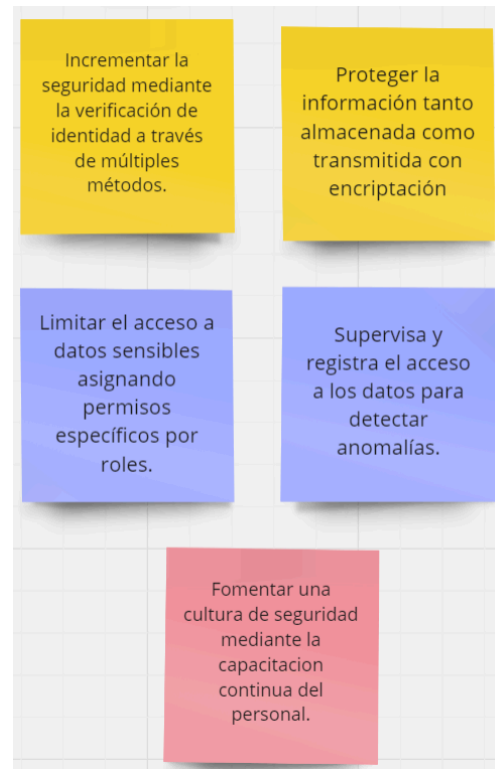 Incrementar la
seguridad mediante
la verificación de
identidad a través
de múltiples
métodos.
Proteger la
información tanto
almacenada como
transmitida con
encriptación
Limitar el acceso a
datos sensibles
asignando
permisos
específicos por
roles.
Supervisa y
registra el acceso
a los datos para
detectar
anomalías.
Fomentar una
cultura de seguridad
mediante la
capacitacion
continua del
personal.